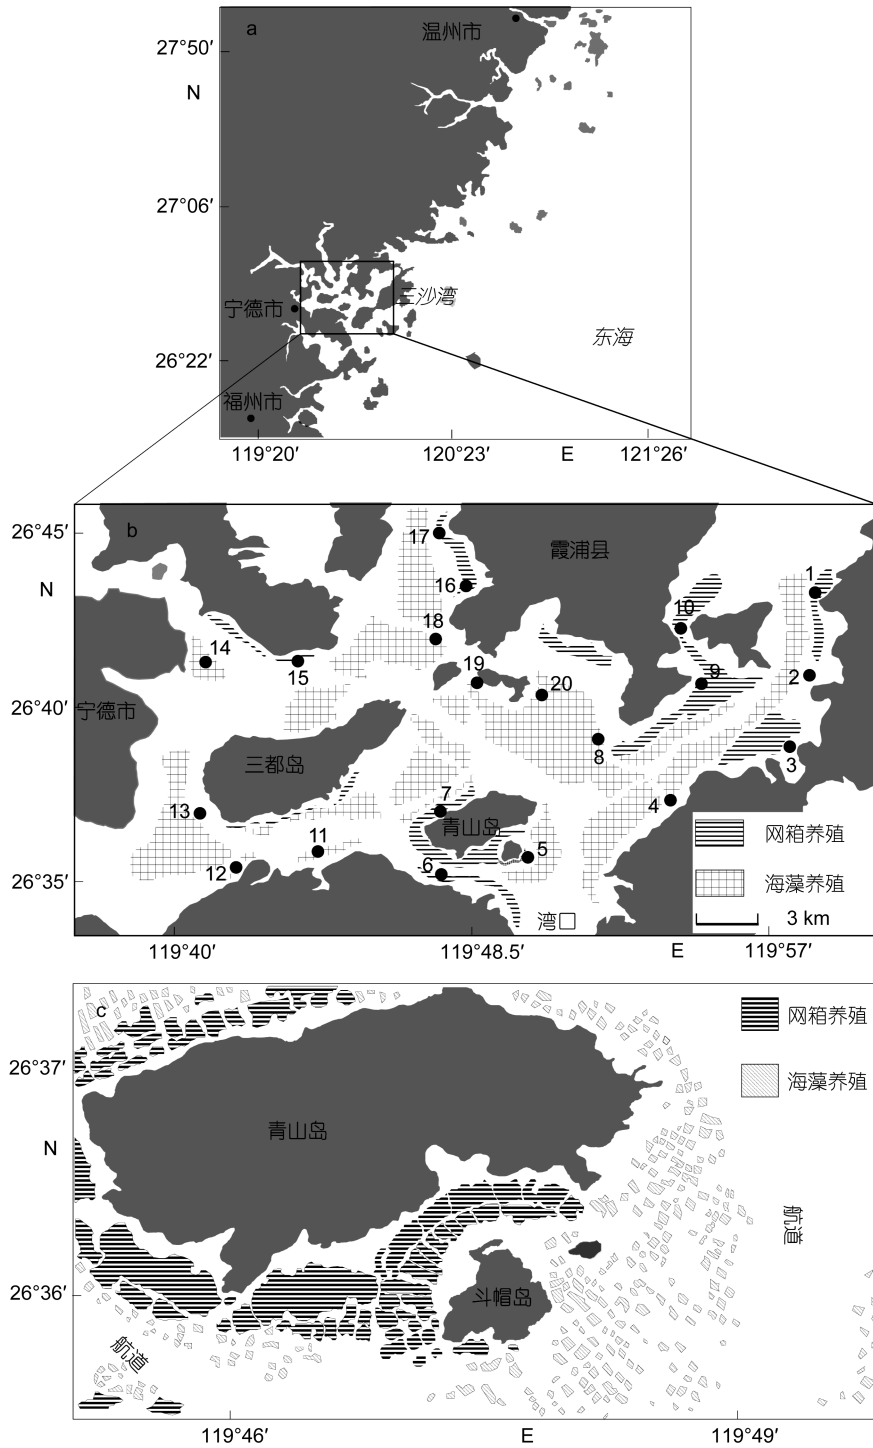 a
温州市
27°50′
N
27°06′
三沙湾
宁德市
东海
26°22′
福州市
119°20′
120°23′
E
121°26′
b
26°45′
17
霞浦县
N
16
1
10
18
14
15
19
9
2
20
26°40′
宁德市
8
3
三都岛
7
4
13
青山岛
网箱养殖
11
5
12
6
海藻养殖
26°35′
湾口
3 km
119°40′
119°48.5′
E
119°57′
c
网箱养殖
26°37′
海藻养殖
青山岛
N
航道
26°36′
斗帽岛
航道
119°46′
E
119°49′